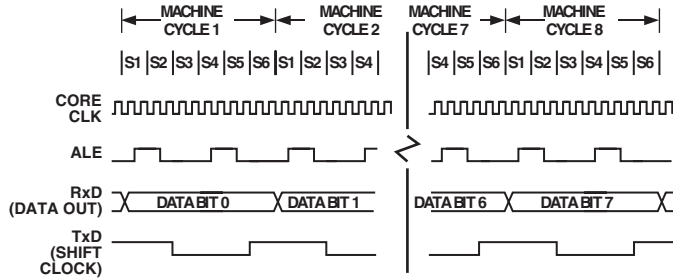 MACHINE CYCLE 1
MACHINE CYCLE 2
MACHINE CYCLE 7
MACHINE CYCLE 8
S1 S2 S3 S4 S5 S6 S1 S2 S3 S4
S4 S5 S6 S1 S2 S3 S4 S5 S6
CORE CLK
ALE
RxD (DATA OUT)
DATA BIT 0
DATA BIT 1
DATA BIT 6
DATA BIT 7
TxD (SHIFT CLOCK)